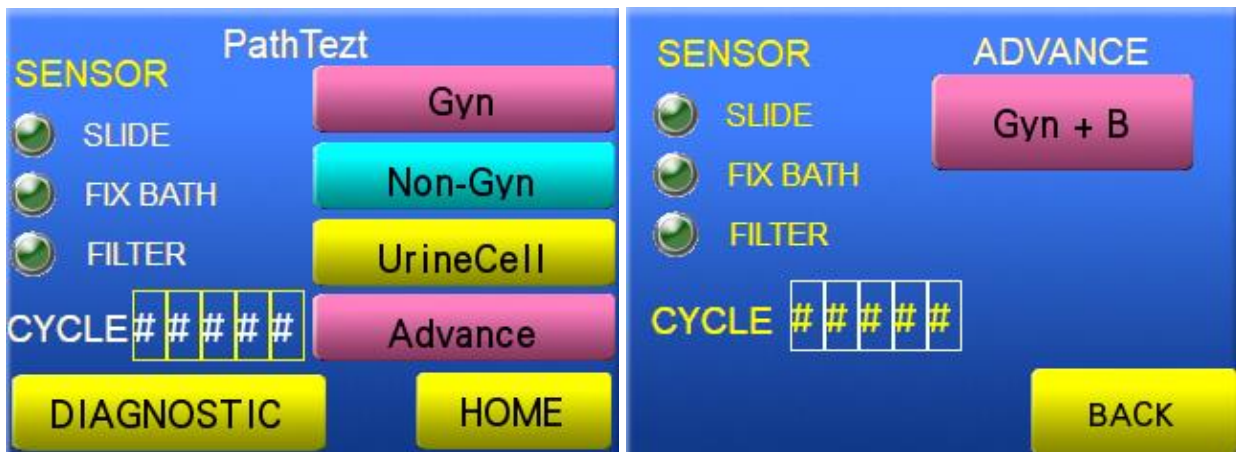 PathTezt
SENSOR
SLIDE
FIX BATH
FILTER
CYCLE # # # # #
Gyn
Non-Gyn
UrineCell
Advance
DIAGNOSTIC
HOME
SENSOR
SLIDE
FIX BATH
FILTER
CYCLE # # # # #
ADVANCE
Gyn + B
BACK